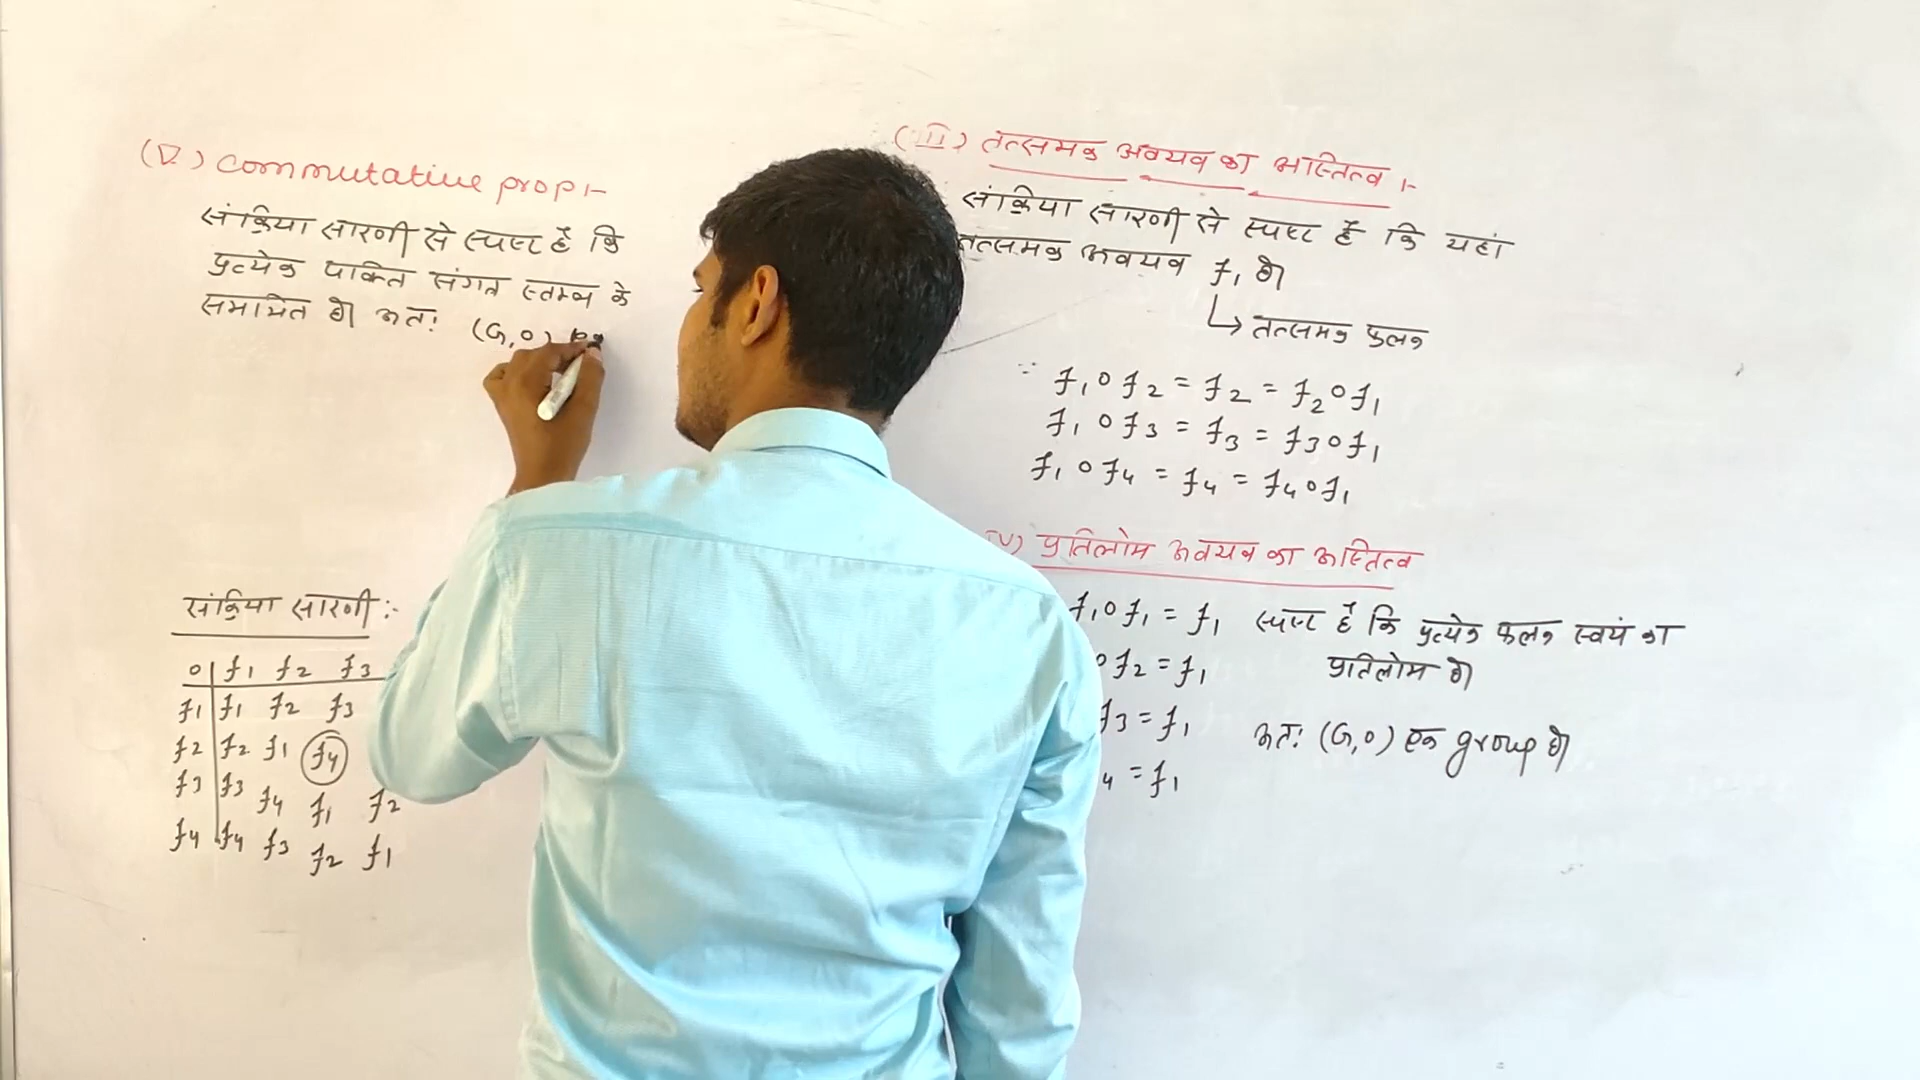 (V.) Commutative prop:-
संक्रिया सारणी से स्पष्ट है कि
प्रत्येक पंक्ति संगत स्तम्भ के
समामित है। अतः (G,o) एक
संक्रिया सारणी :-
o f1 f2 f3
f1 f1 f2 f3
f2 f2 f1 f4
f3 f3 f4 f1 f2
f4 f4 f3 f2 f1
(III) तत्समक अवयव का अस्तित्व :-
संक्रिया सारणी से स्पष्ट है कि यहां
तत्समक अवयव f1 है।
↳ तत्समक फलन
∵ f1 o f2 = f2 = f2 o f1
f1 o f3 = f3 = f3 o f1
f1 o f4 = f4 = f4 o f1
IV) प्रतिलोम अवयव का अस्तित्व
f1 o f1 = f1 स्पष्ट है कि प्रत्येक फलन स्वयं का
o f2 = f1 प्रतिलोम है।
f3 = f1 अतः (G,o) एक group है।
4 = f1